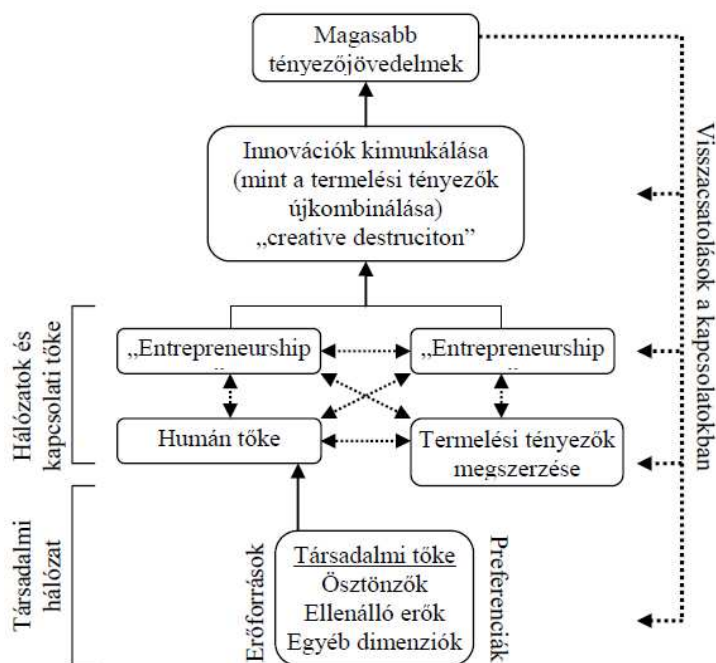 Magasabb
tényezőjövedelmek
Innovációk kimunkálása
(mint a termelési tényezők
újkombinálása)
„creative destruciton”
Visszacsatolások a kapcsolatokban
Hálózatok és
kapcsolati tőke
„Entrepreneurship
”
„Entrepreneurship
”
Humán tőke
Termelési tényezők
megszerzése
Társadalmi
hálózat
Erőforrások
Társadalmi tőke
Ösztönzők
Ellenálló erők
Egyéb dimenziók
Preferenciák